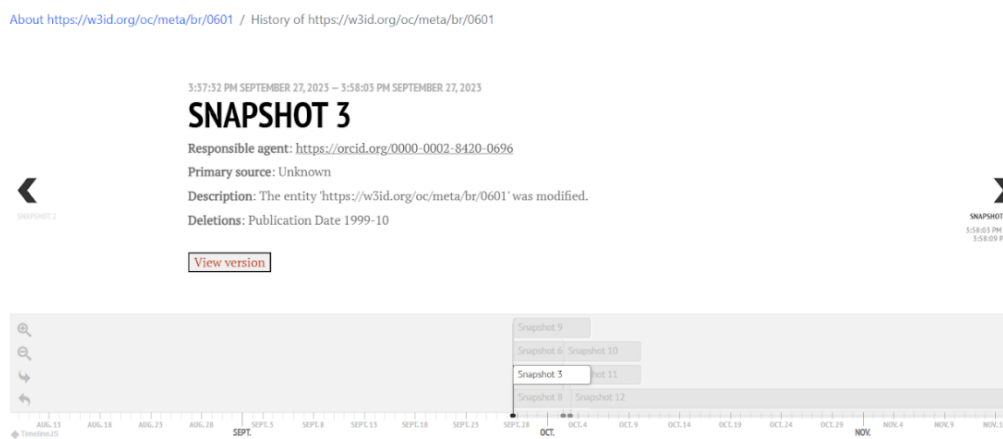 About https://w3id.org/oc/meta/br/0601 / History of https://w3id.org/oc/meta/br/0601
3:37:32 PM SEPTEMBER 27, 2023 — 3:58:03 PM SEPTEMBER 27, 2023
SNAPSHOT 3
Responsible agent: https://orcid.org/0000-0002-8420-0696
Primary source: Unknown
Description: The entity 'https://w3id.org/oc/meta/br/0601' was modified.
Deletions: Publication Date 1999-10
View version
SNAPSHOT 2
SNAPSHOT
3:58:03 PM
3:58:09 P
Snapshot 9
Snapshot 6 Snapshot 10
Snapshot 3 hot 11
Snapshot 8 Snapshot 12
AUG. 13 AUG. 18 AUG. 23 AUG. 28 SEPT. 3 SEPT. 8 SEPT. 13 SEPT. 18 SEPT. 23 SEPT. 28 OCT. 4 OCT. 9 OCT. 14 OCT. 19 OCT. 24 OCT. 29 NOV. 4 NOV. 9
SEPT. OCT. NOV.
TimelineJS